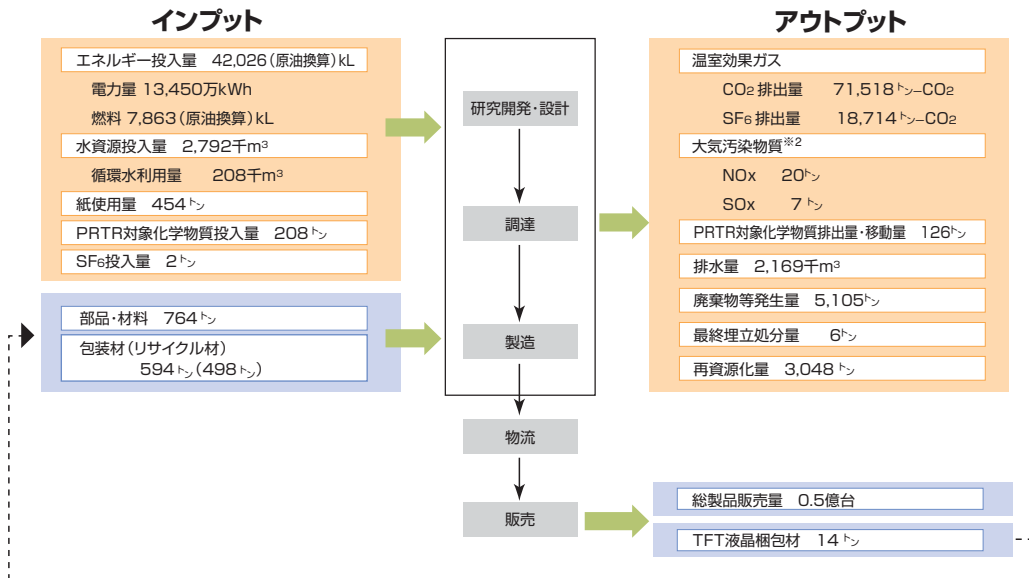 インプット
エネルギー投入量 42,026(原油換算)kL
電力量 13,450万kWh
燃料 7,863(原油換算)kL
水資源投入量 2,792千m³
循環水利用量 208千m³
紙使用量 454トン
PRTR対象化学物質投入量 208トン
SF₆投入量 2トン
部品・材料 764トン
包装材(リサイクル材)
594トン(498トン)
研究開発・設計
調達
製造
物流
販売
アウトプット
温室効果ガス
CO₂排出量 71,518トン–CO₂
SF₆排出量 18,714トン–CO₂
大気汚染物質※2
NOx 20トン
SOx 7トン
PRTR対象化学物質排出量・移動量 126トン
排水量 2,169千m³
廃棄物等発生量 5,105トン
最終埋立処分量 6トン
再資源化量 3,048トン
総製品販売量 0.5億台
TFT液晶梱包材 14トン